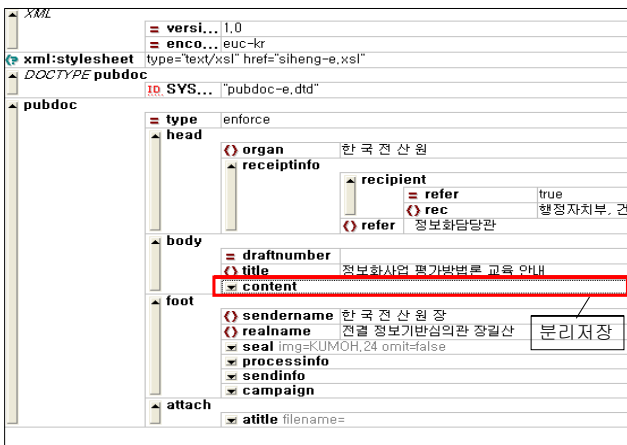 XML
= versi... 1.0
= enco... euc-kr
xml:stylesheet type="text/xsl" href="siheng-e.xsl"
DOCTYPE pubdoc
ID SYS... "pubdoc-e.dtd"
pubdoc
= type enforce
head
() organ 한 국 전 산 원
receiptinfo
recipient
= refer true
() rec 행정자치부, 건
() refer 정보화담당관
body
= draftnumber
() title 정보화사업 평가방법론 교육 안내
content
foot
() sendername 한 국 전 산 원 장
() realname 전결 정보기반심의관 장길산
분리저장
seal img=KUMOH,24 omit=false
processinfo
sendinfo
campaign
attach
atitle filename=